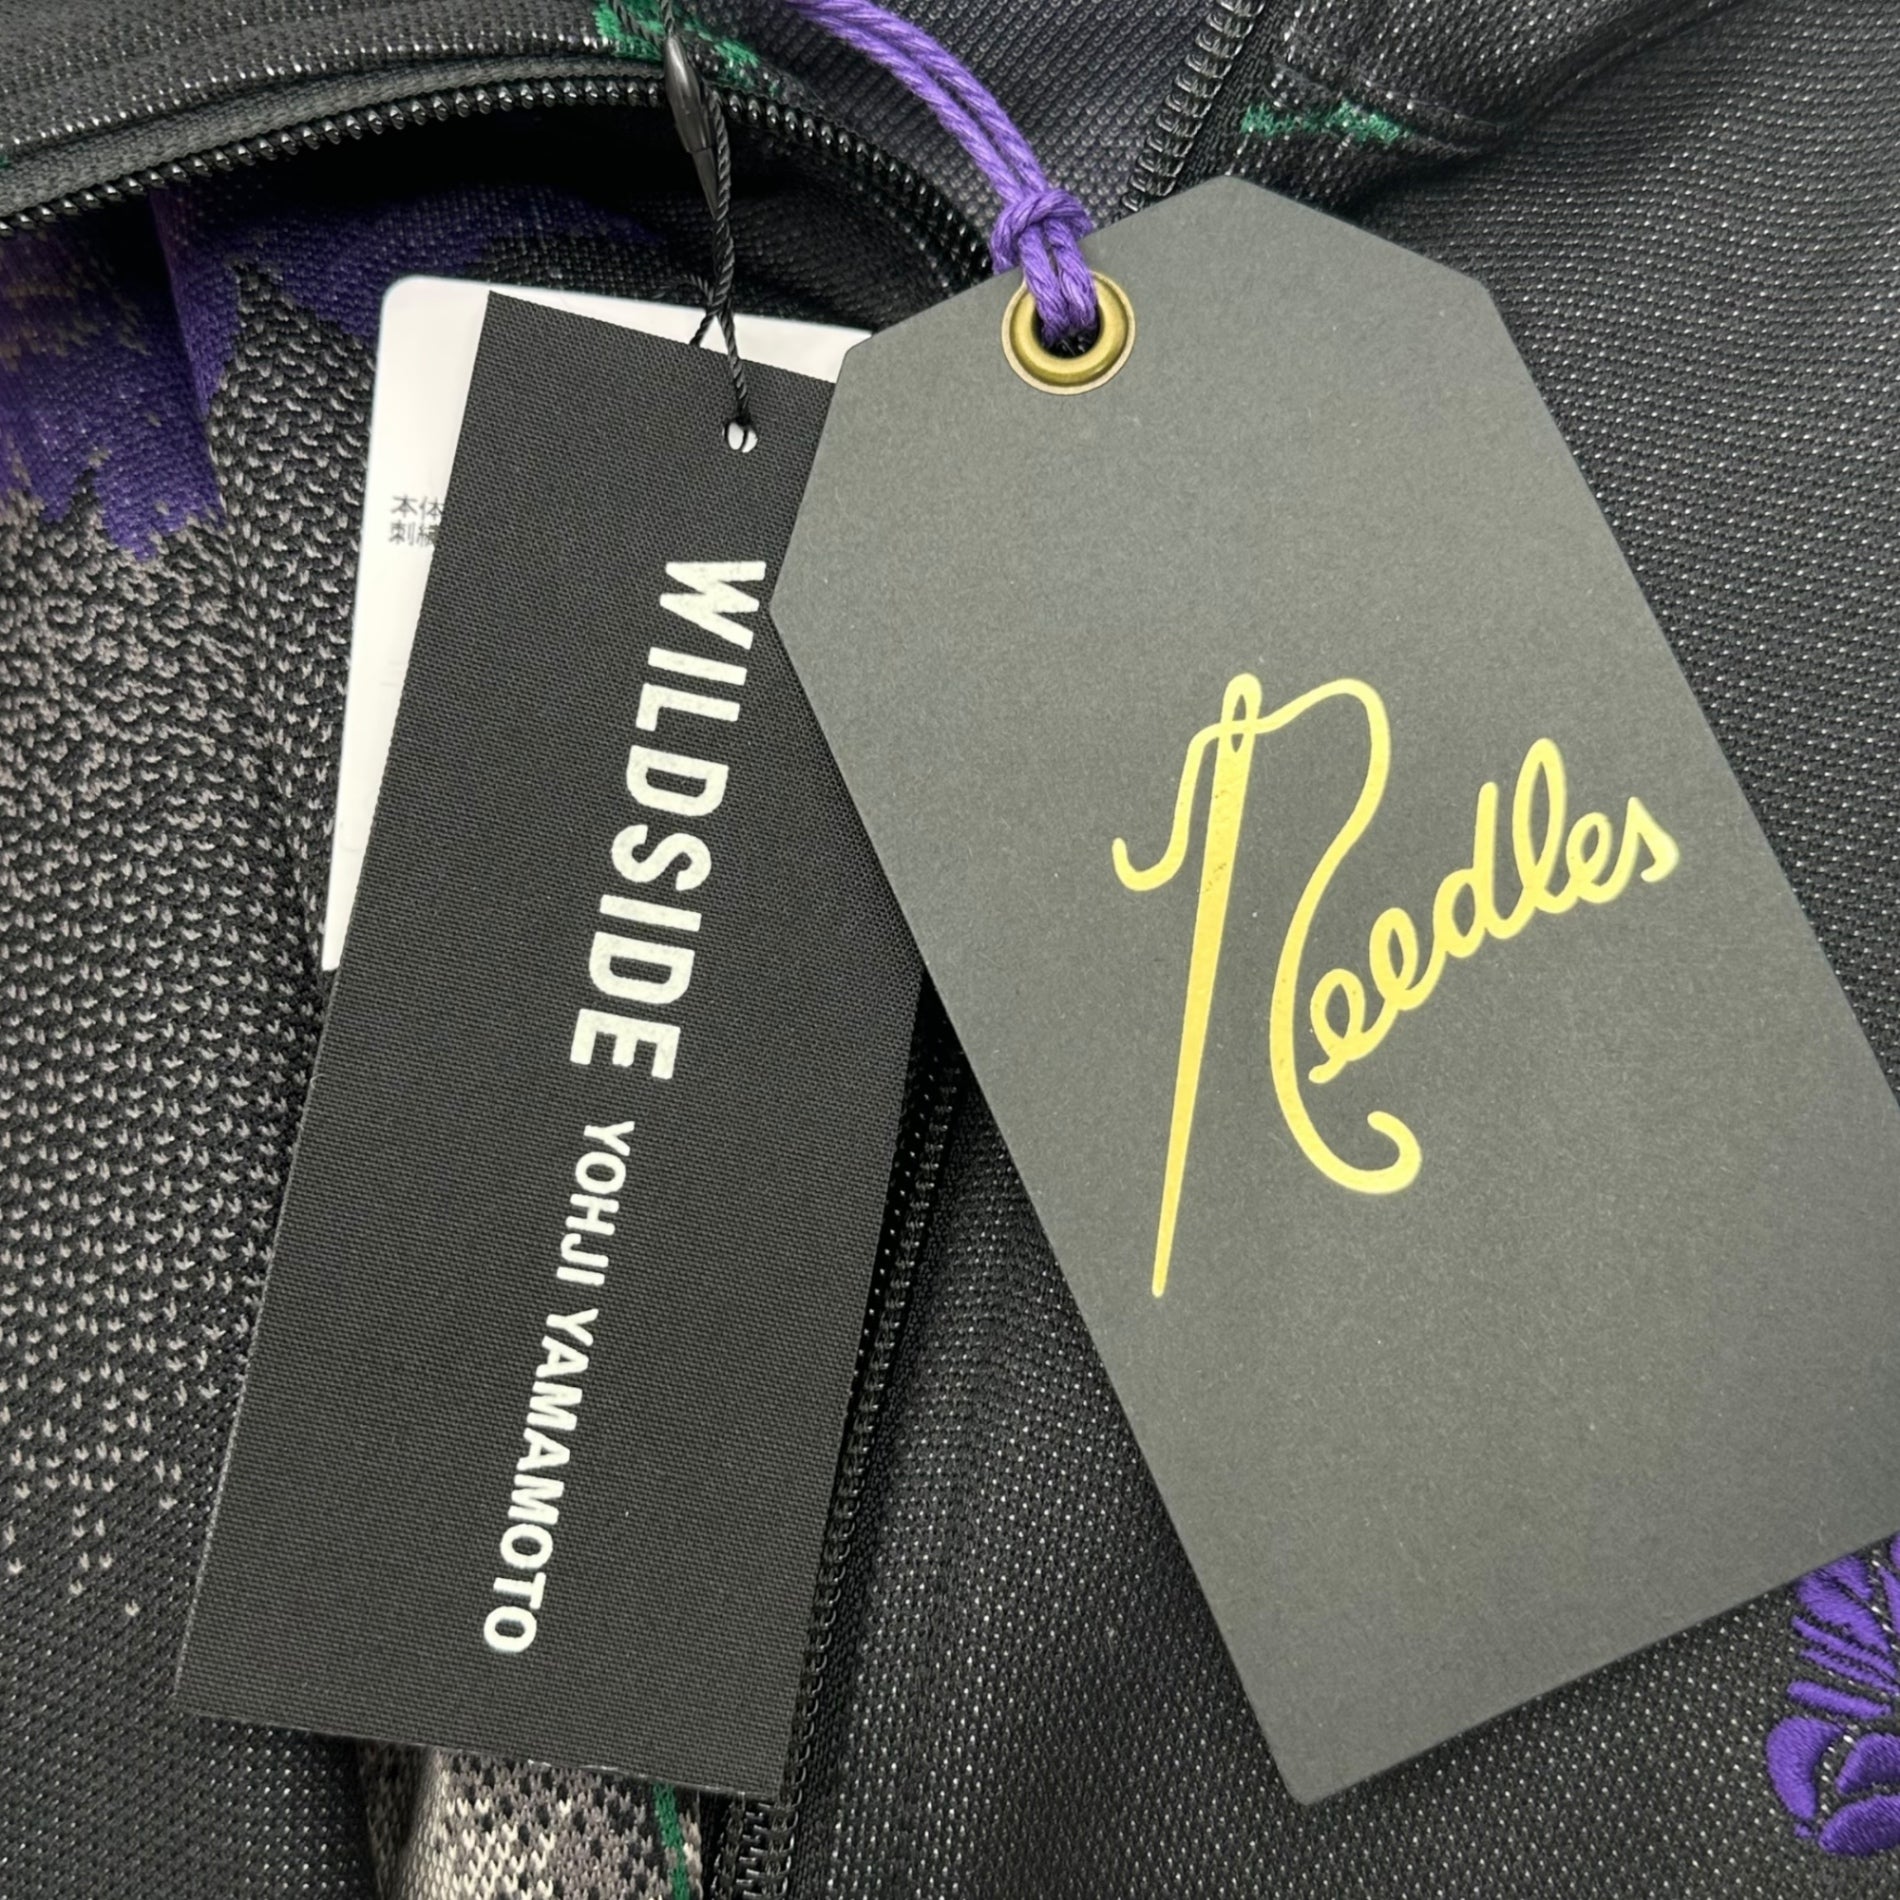 本体
刺繍
WILDSIDE YOHJI YAMAMOTO
Needles